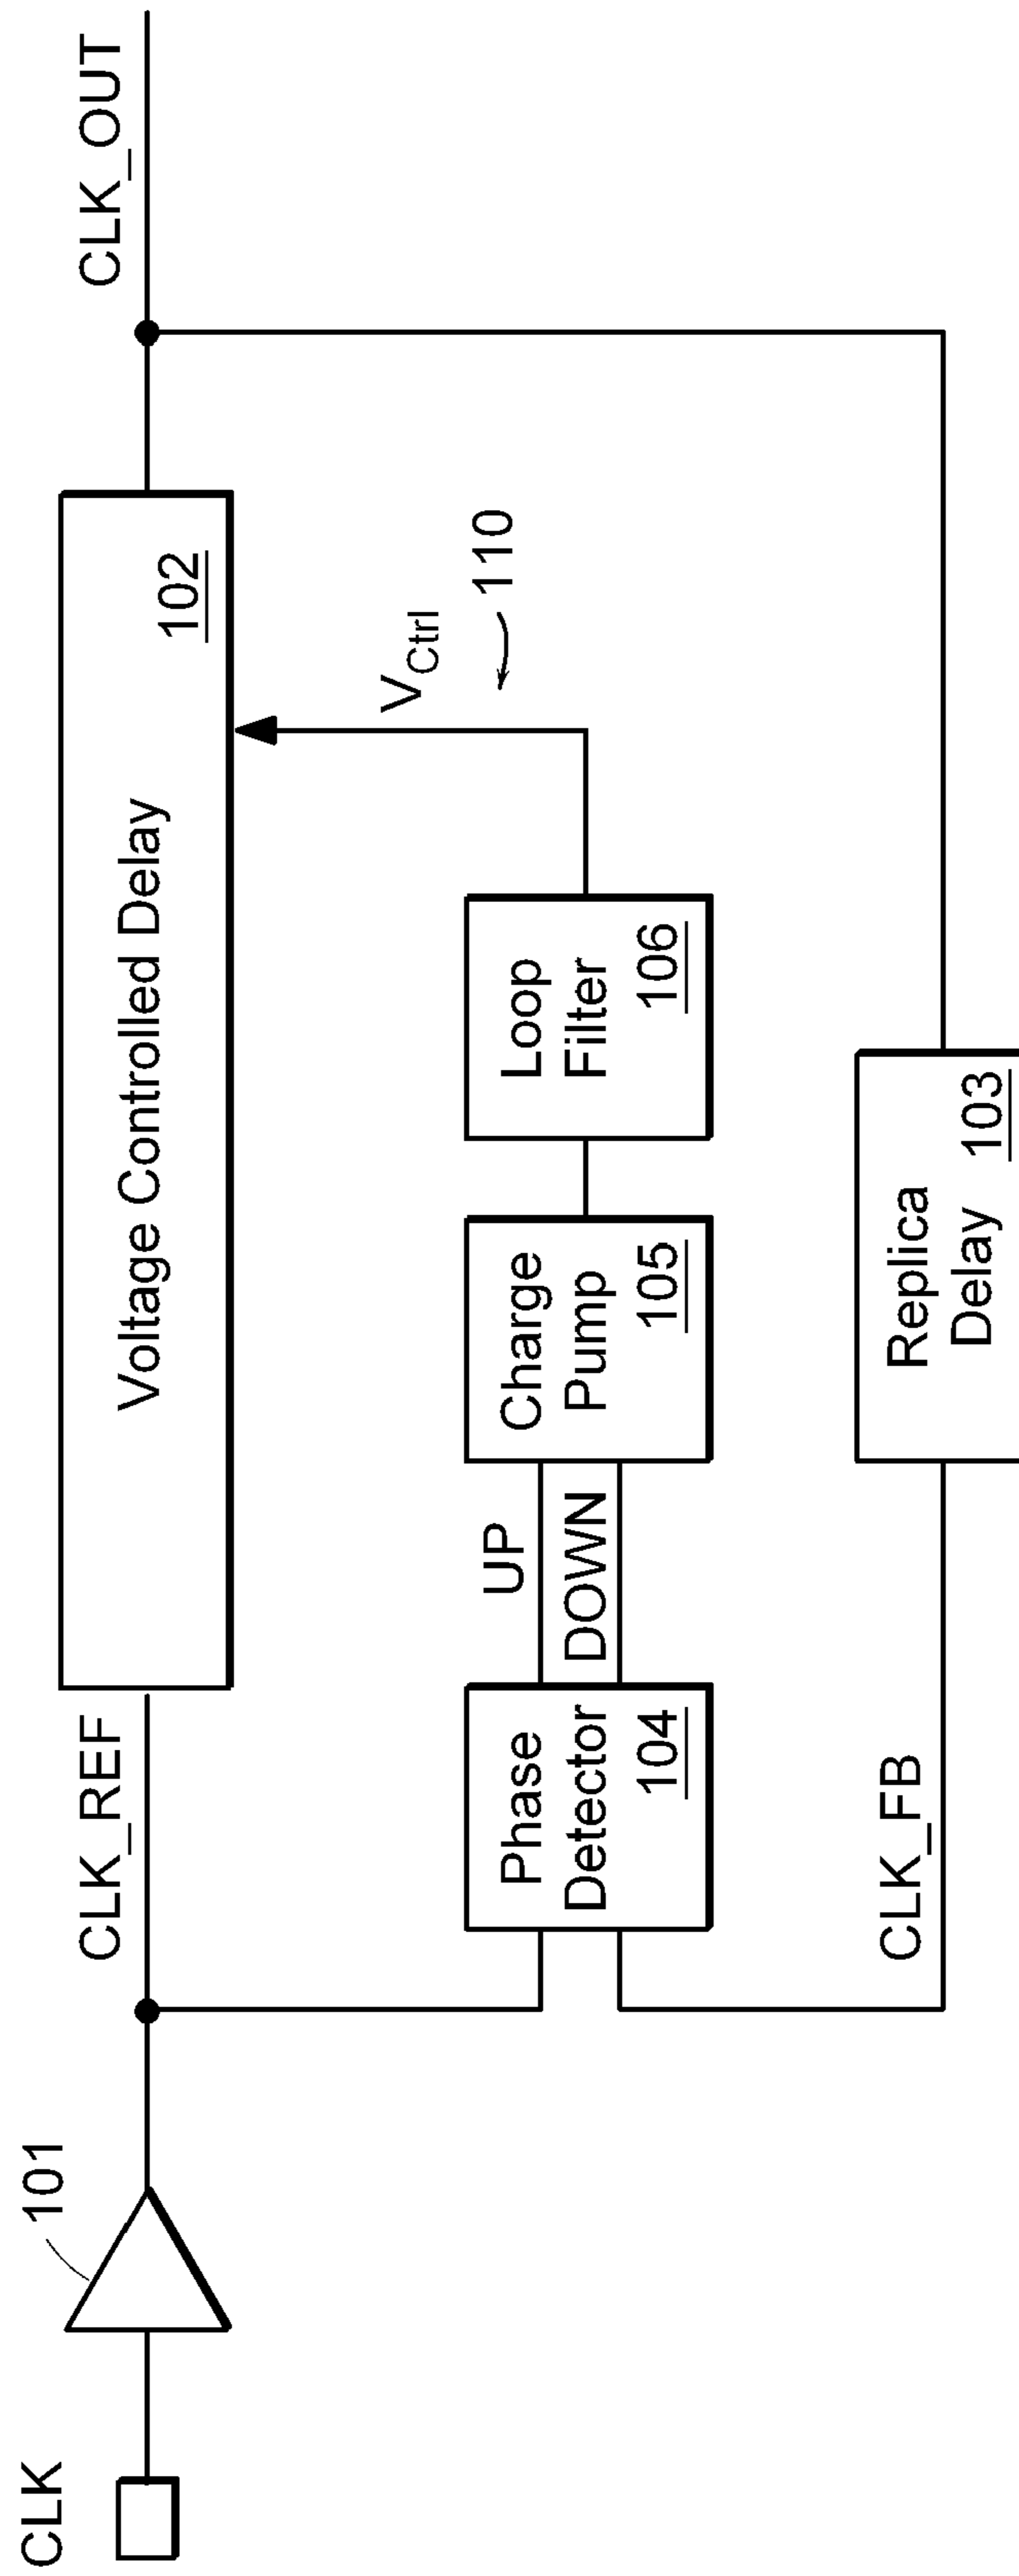 CLK
101
CLK_REF
Voltage Controlled Delay
102
CLK_OUT
V_Ctrl
110
Phase
Detector
104
UP
DOWN
Charge
Pump
105
Loop
Filter
106
CLK_FB
Replica
Delay
103